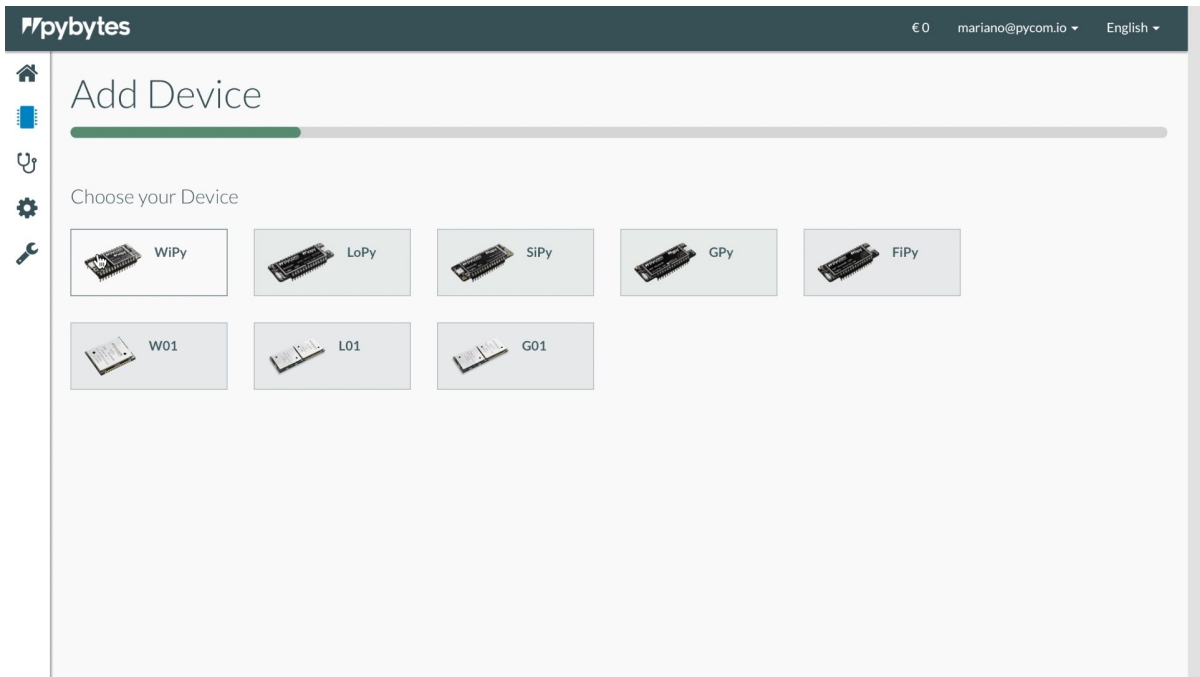 pybytes
€ 0 mariano@pycom.io English
Add Device
Choose your Device
WiPy LoPy SiPy GPy FiPy
W01 L01 G01